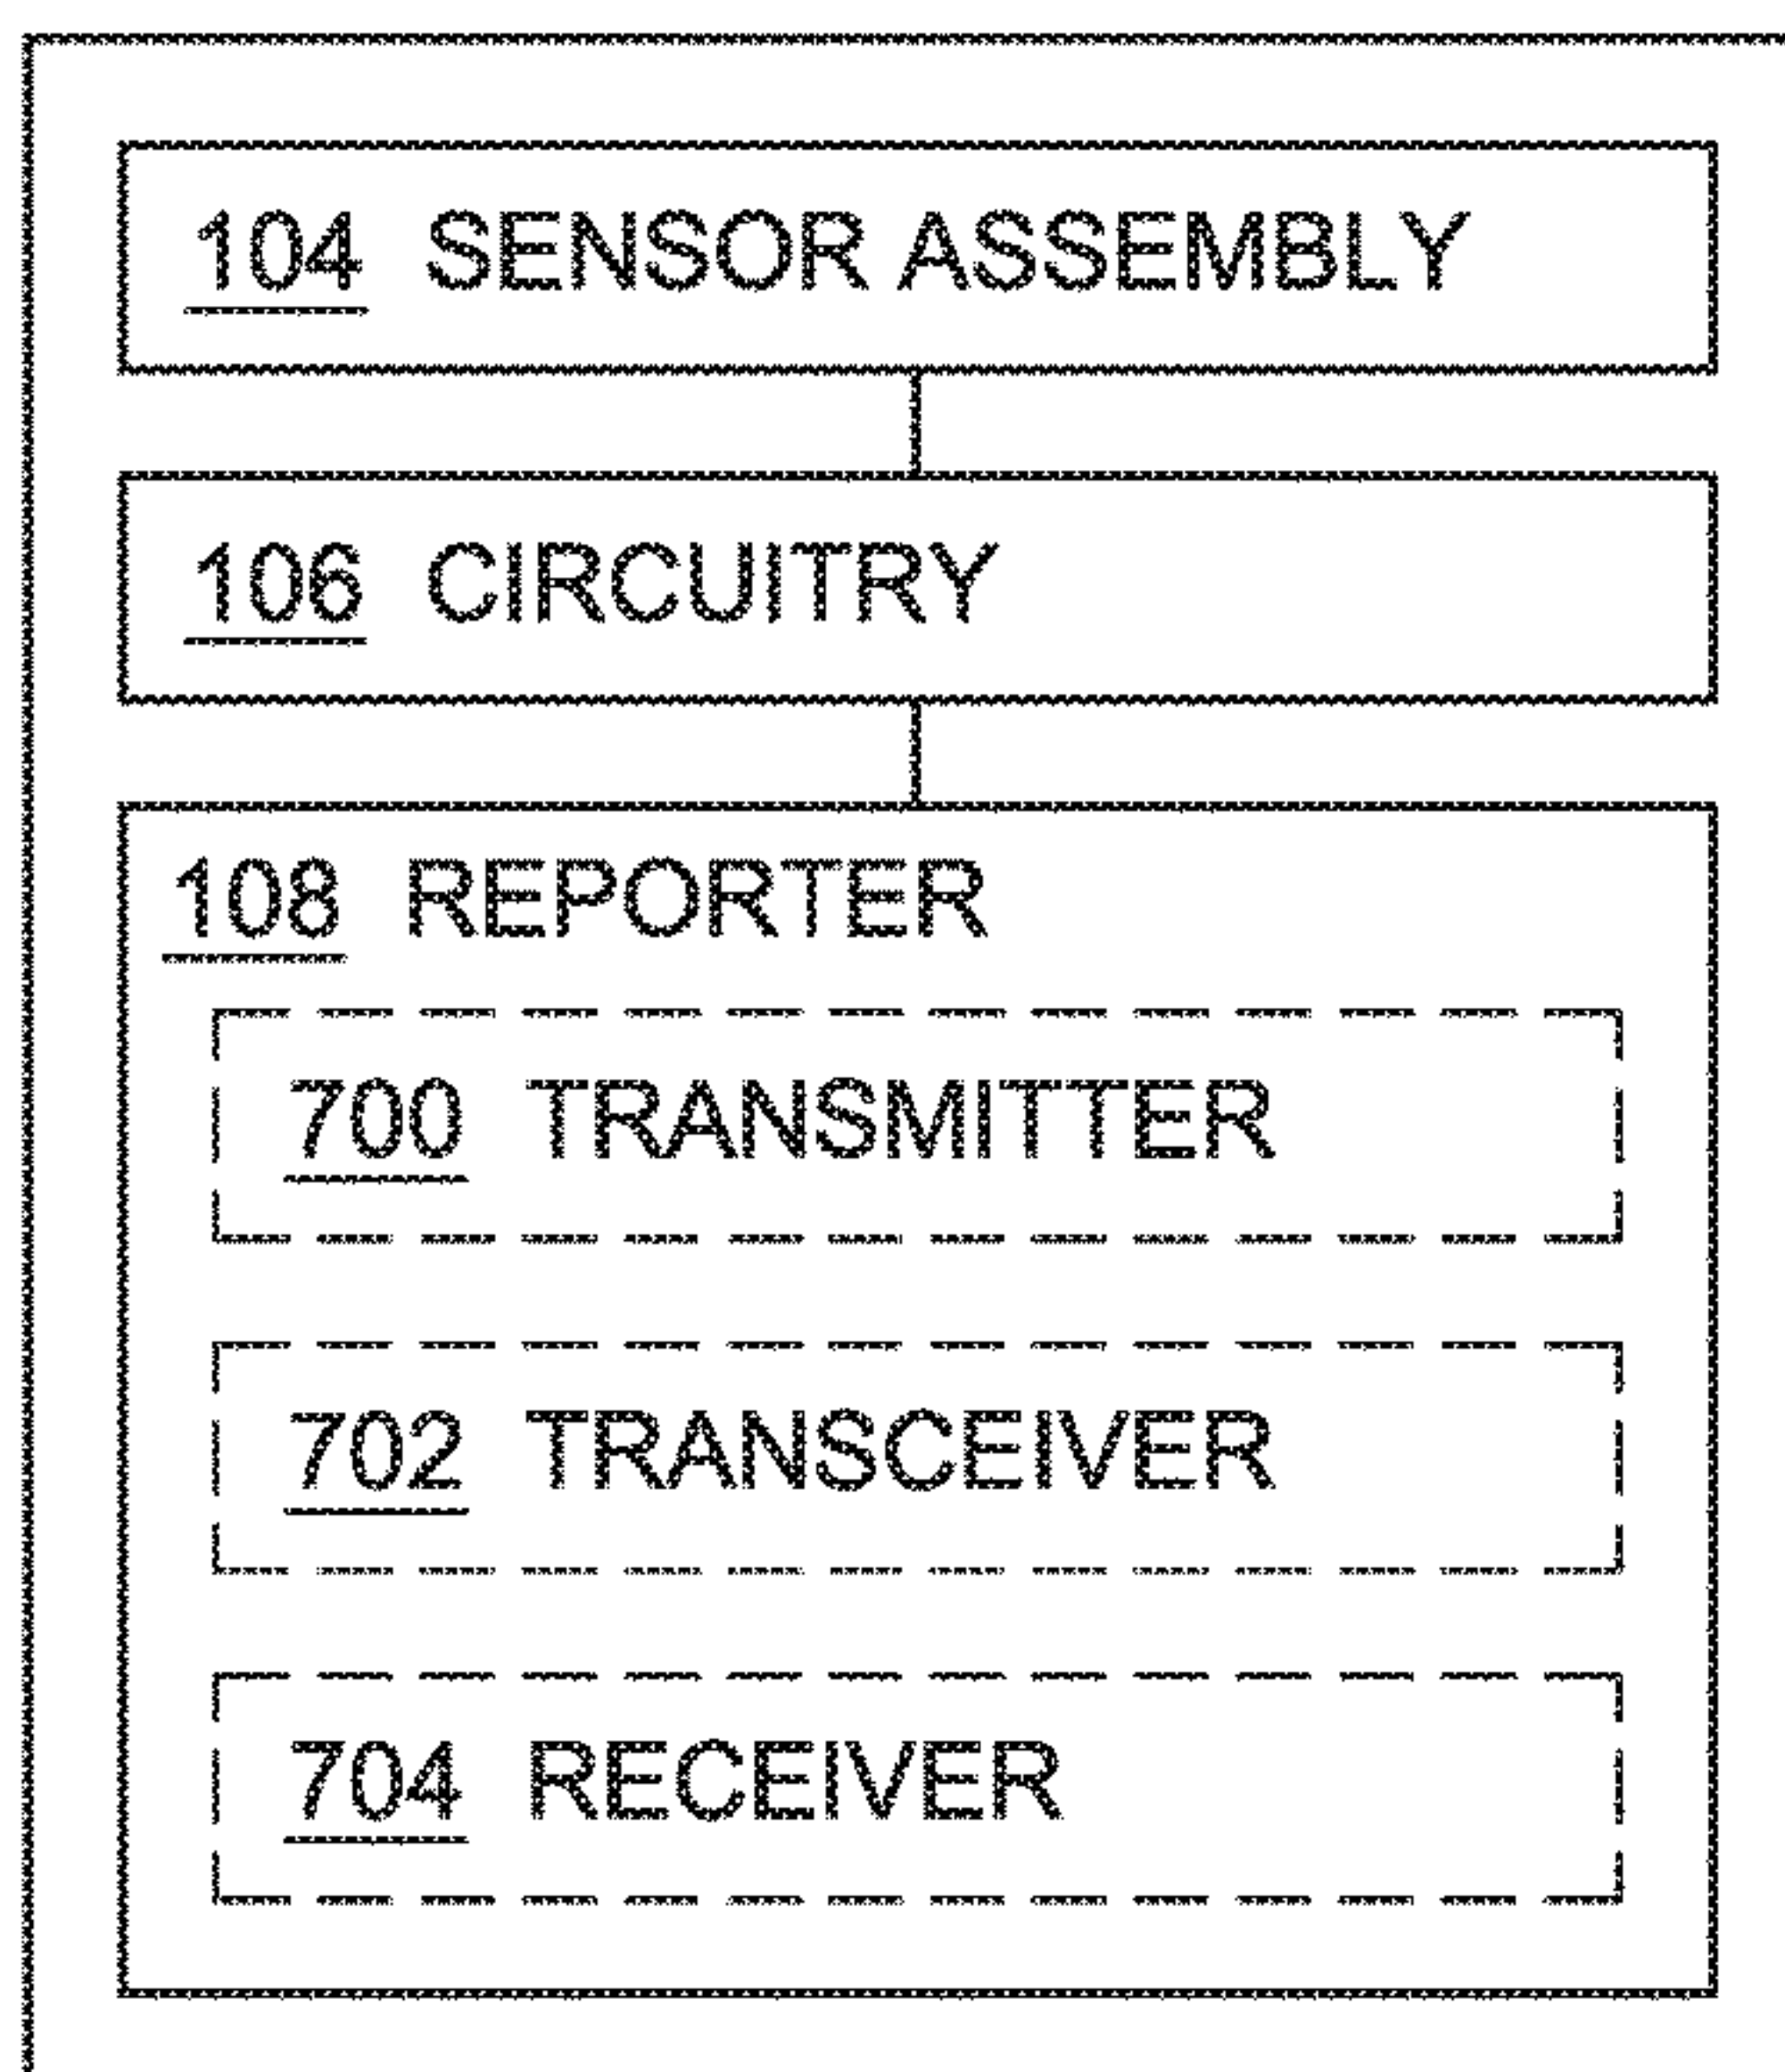 104 SENSOR ASSEMBLY
106 CIRCUITRY
108 REPORTER
700 TRANSMITTER
702 TRANSCEIVER
704 RECEIVER